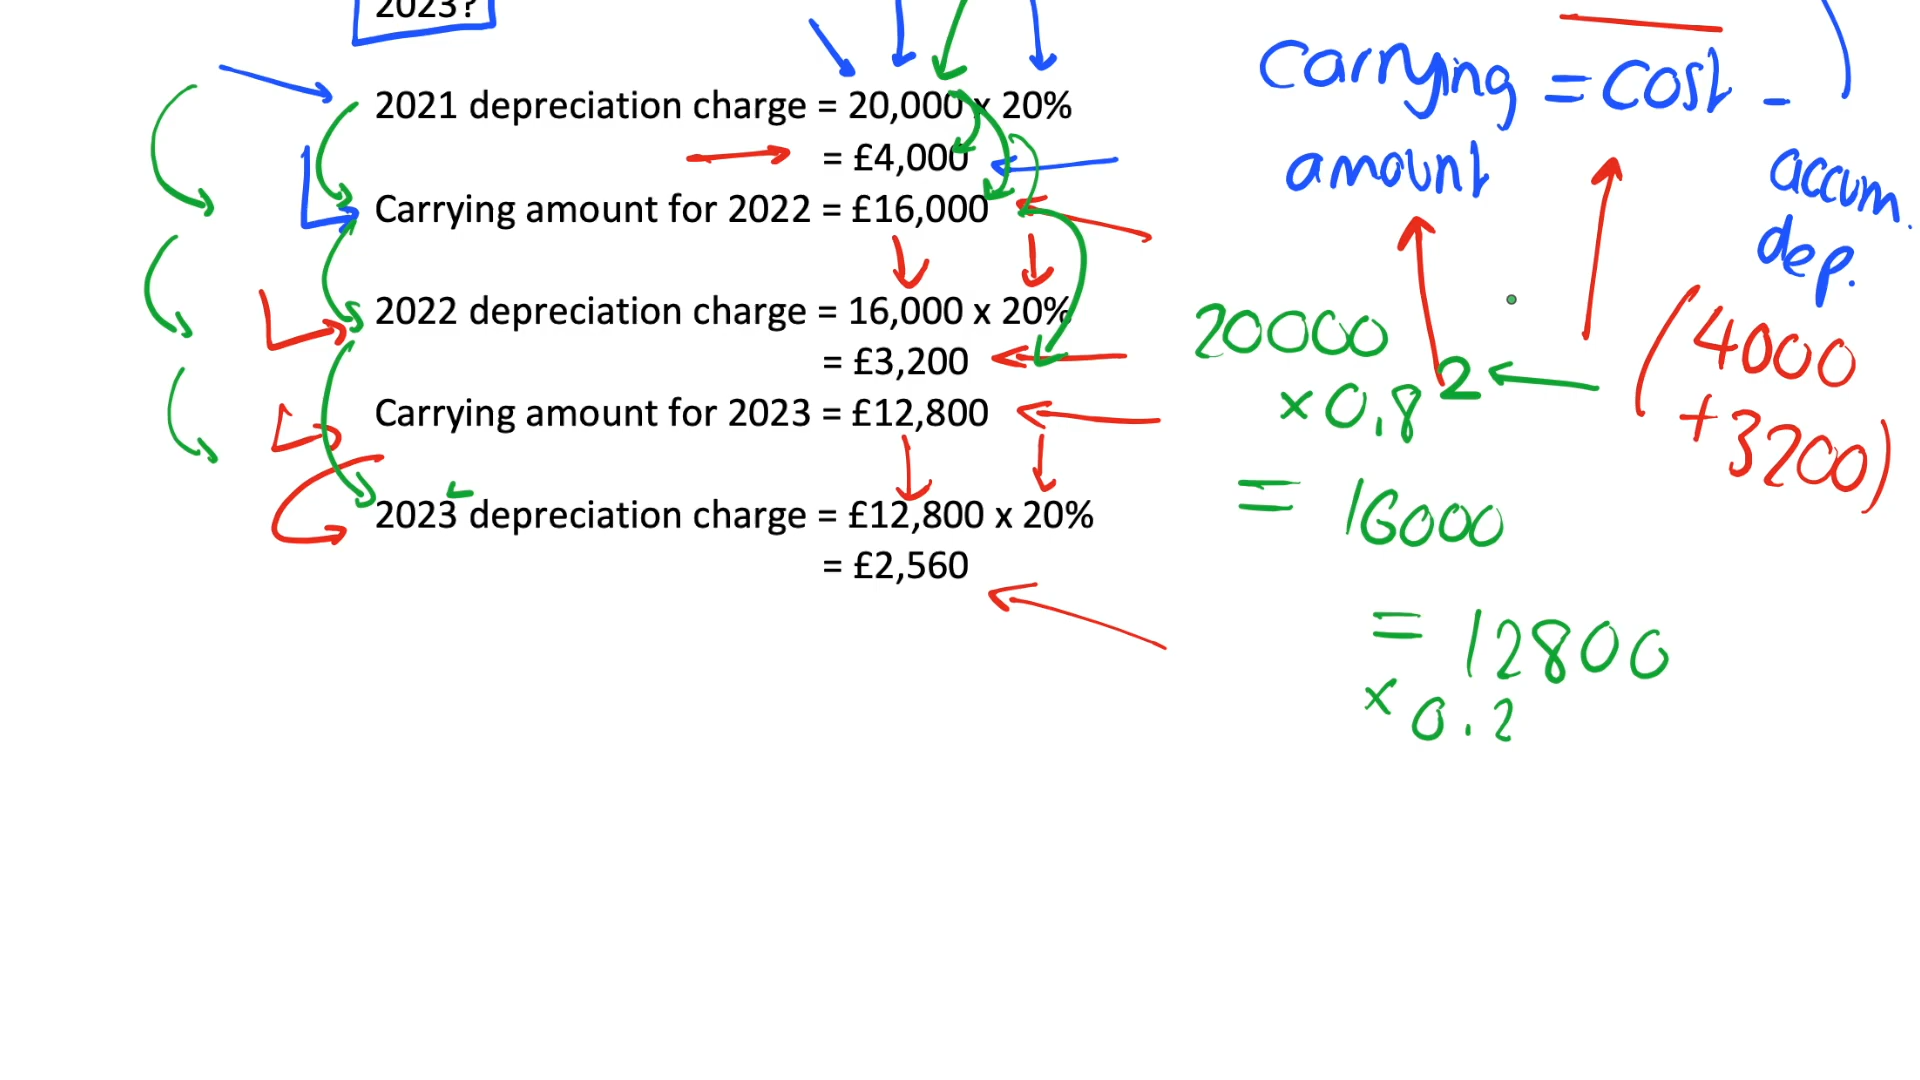 2023?
2021 depreciation charge = 20,000 x 20%
= £4,000
Carrying amount for 2022 = £16,000
2022 depreciation charge = 16,000 x 20%
= £3,200
Carrying amount for 2023 = £12,800
2023 depreciation charge = £12,800 x 20%
= £2,560
Carrying = cost -
amount
accum.
dep.
(4000
+3200)
20000
x0.8 2
= 16000
= 12800
x 0.2